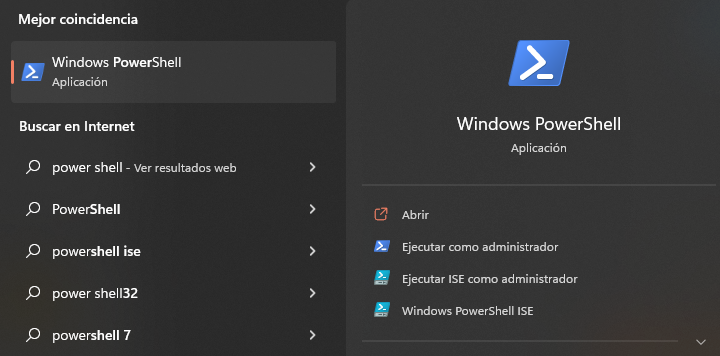 Mejor coincidencia
Windows PowerShell
Aplicación
Buscar en Internet
power shell - Ver resultados web
PowerShell
powershell ise
power shell32
powershell 7
Windows PowerShell
Aplicación
Abrir
Ejecutar como administrador
Ejecutar ISE como administrador
Windows PowerShell ISE